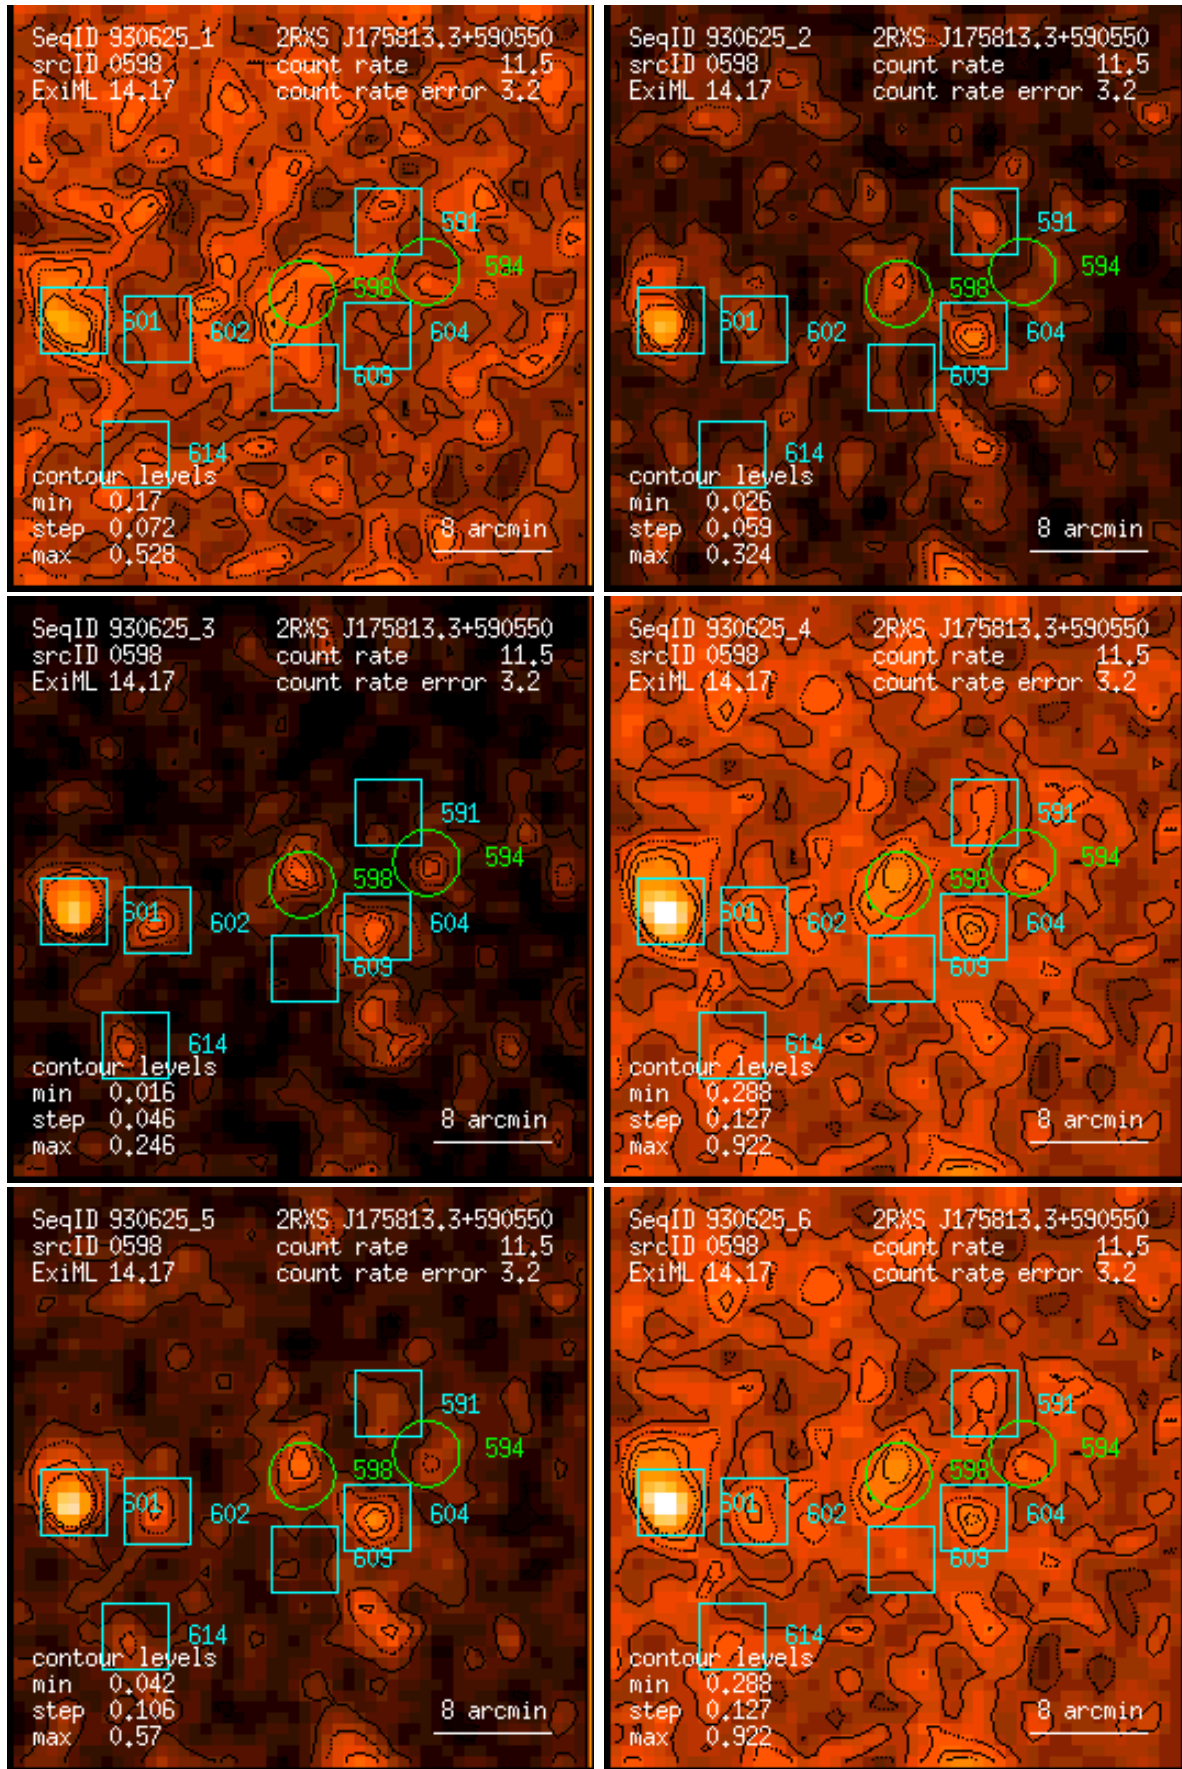 SeqID 930625_1 2RXS J175813.3+590550
srcID 0598 count rate 11.5
ExiML 14.17 count rate error 3.2
591
594
598
601 602 604
609
614
contour levels
min 0.17
step 0.072 8 arcmin
max 0.528
SeqID 930625_2 2RXS J175813.3+590550
srcID 0598 count rate 11.5
ExiML 14.17 count rate error 3.2
591
594
598
601 602 604
609
614
contour levels
min 0.026
step 0.059 8 arcmin
max 0.324
SeqID 930625_3 2RXS J175813.3+590550
srcID 0598 count rate 11.5
ExiML 14.17 count rate error 3.2
591
594
598
601 602 604
609
614
contour levels
min 0.016
step 0.046 8 arcmin
max 0.246
SeqID 930625_4 2RXS J175813.3+590550
srcID 0598 count rate 11.5
ExiML 14.17 count rate error 3.2
591
594
598
601 602 604
609
614
contour levels
min 0.288
step 0.127 8 arcmin
max 0.922
SeqID 930625_5 2RXS J175813.3+590550
srcID 0598 count rate 11.5
ExiML 14.17 count rate error 3.2
591
594
598
601 602 604
609
614
contour levels
min 0.042
step 0.106 8 arcmin
max 0.57
SeqID 930625_6 2RXS J175813.3+590550
srcID 0598 count rate 11.5
ExiML 14.17 count rate error 3.2
591
594
598
601 602 604
609
614
contour levels
min 0.288
step 0.127 8 arcmin
max 0.922